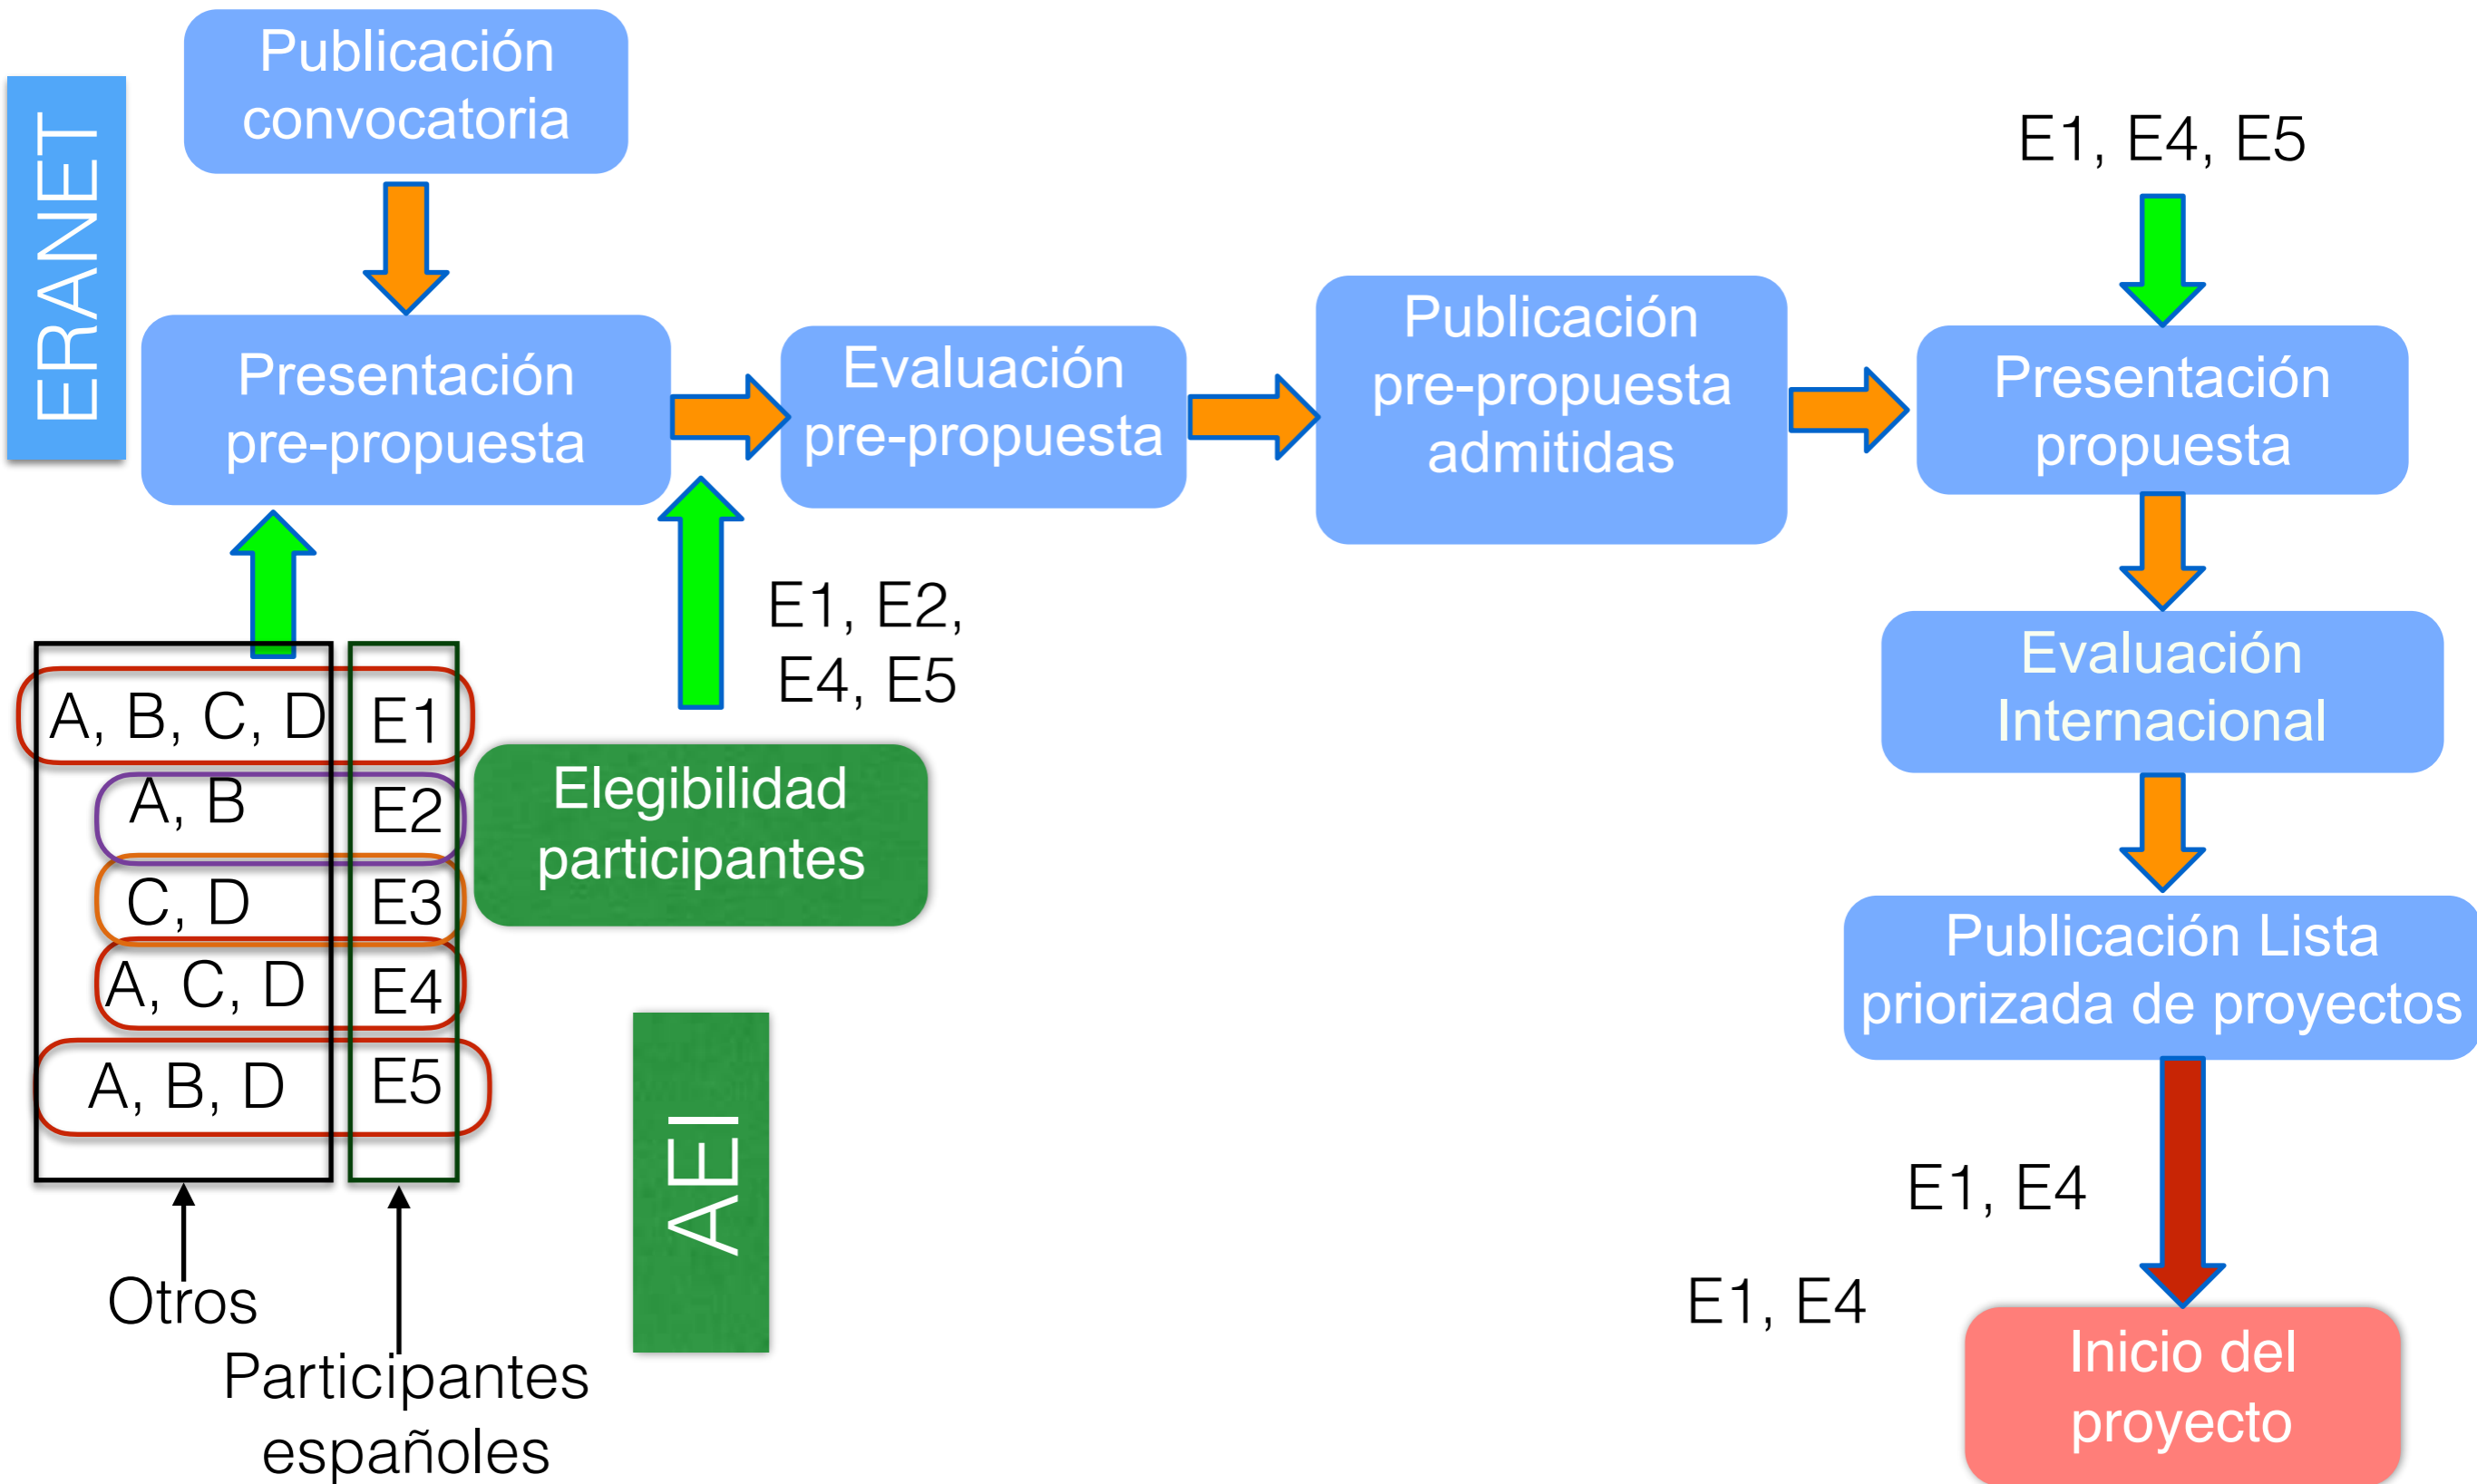 ERANET
Publicación
convocatoria
Presentación
pre-propuesta
Evaluación
pre-propuesta
Publicación
pre-propuesta
admitidas
E1, E4, E5
Presentación
propuesta
E1, E2,
E4, E5
A, B, C, D E1
A, B E2
C, D E3
A, C, D E4
A, B, D E5
Otros
Participantes
españoles
Elegibilidad
participantes
AEI
Evaluación
Internacional
Publicación Lista
priorizada de proyectos
E1, E4
E1, E4
Inicio del
proyecto